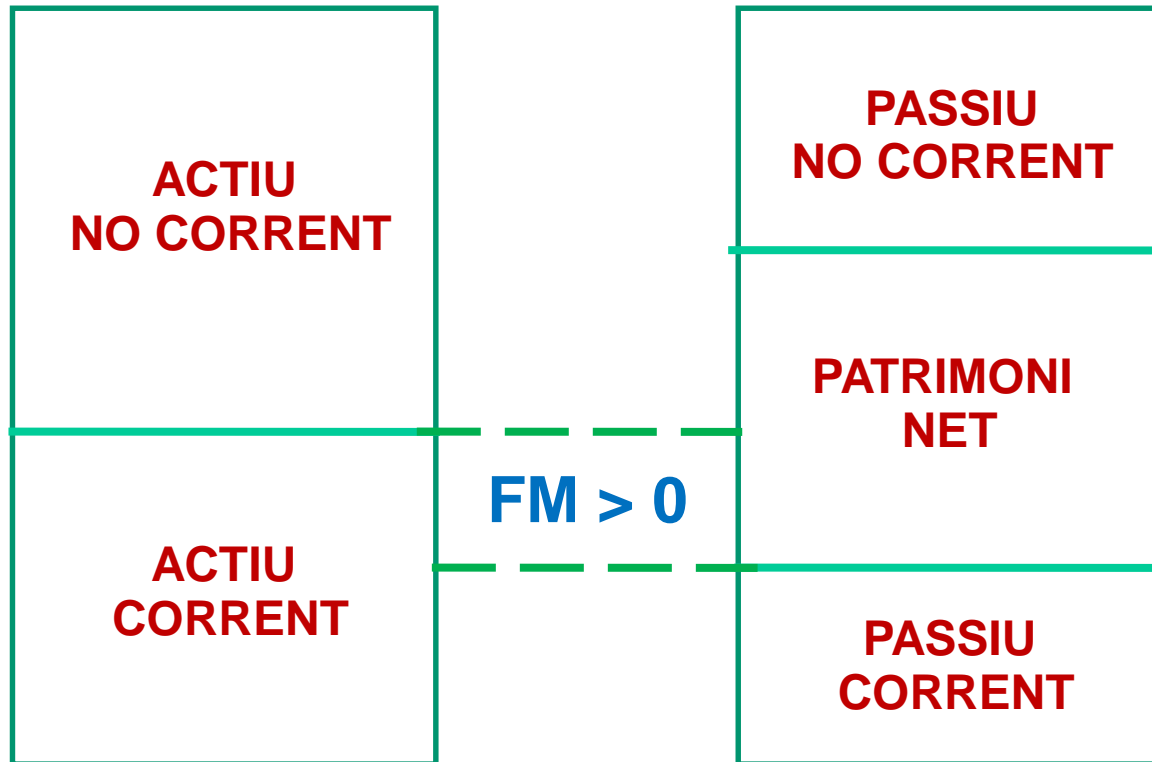 ACTIU
NO CORRENT
ACTIU
CORRENT
FM > 0
PASSIU
NO CORRENT
PATRIMONI
NET
PASSIU
CORRENT